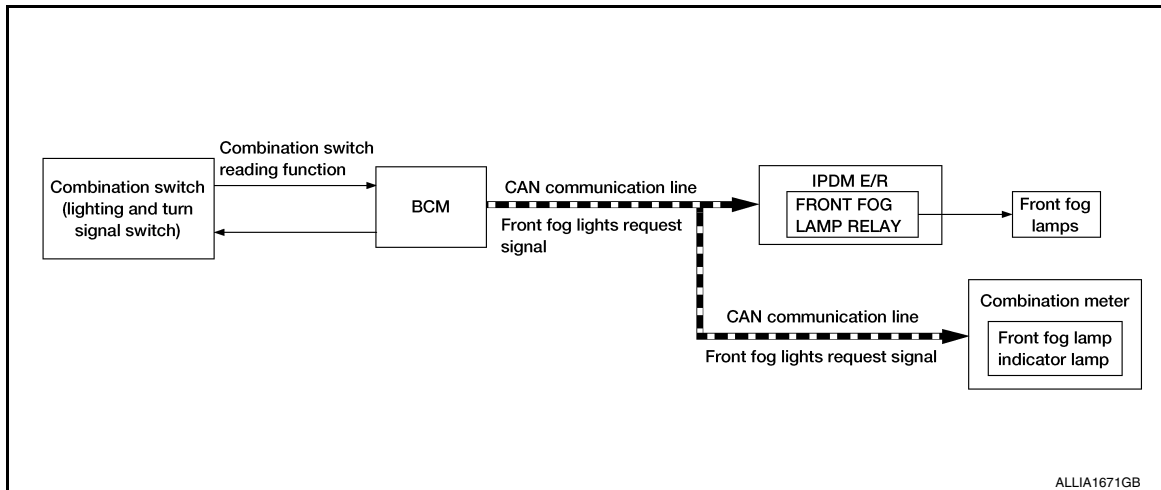 Combination switch
(lighting and turn
signal switch)
Combination switch
reading function
BCM
CAN communication line
Front fog lights request
signal
IPDM E/R
FRONT FOG
LAMP RELAY
Front fog
lamps
CAN communication line
Front fog lights request signal
Combination meter
Front fog lamp
indicator lamp
ALLIA1671GB